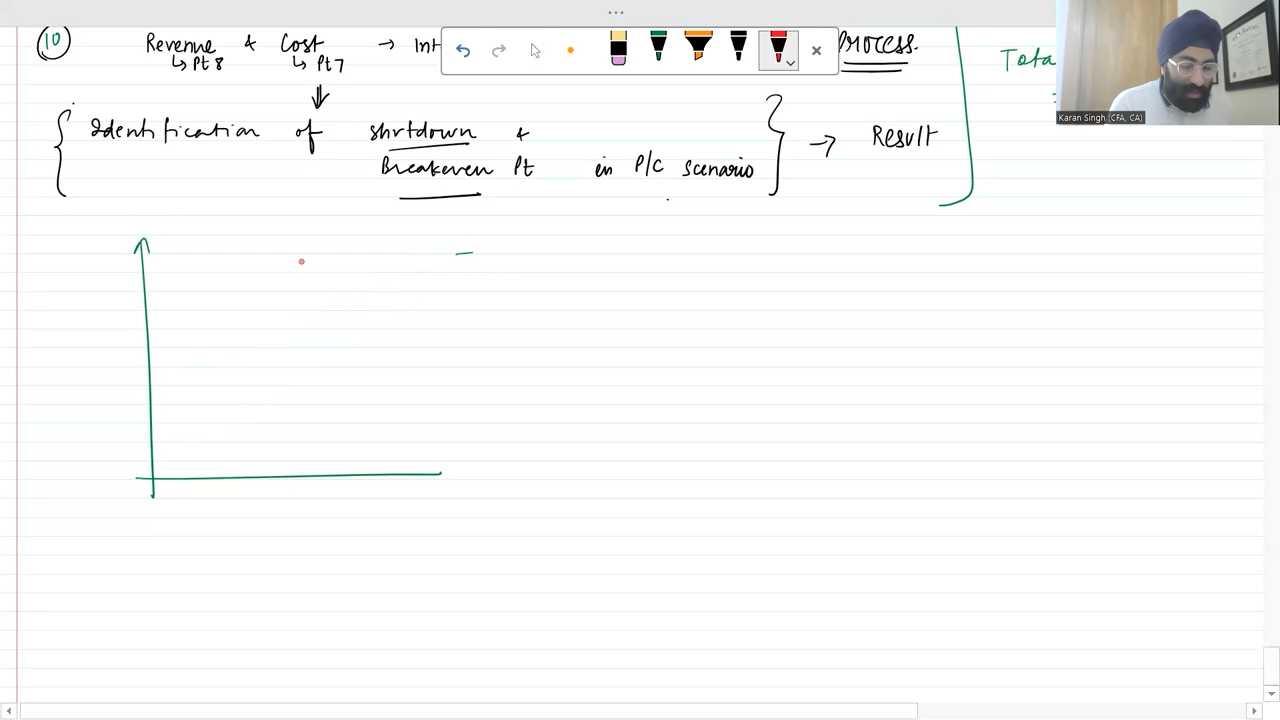 10 Revenue & Cost → Int Process.
↳ Pt 8 ↳ Pt 7
Tota
Identification of shutdown &
Breakeven Pt in P/C scenario → Result
Karan Singh (CFA, CA)